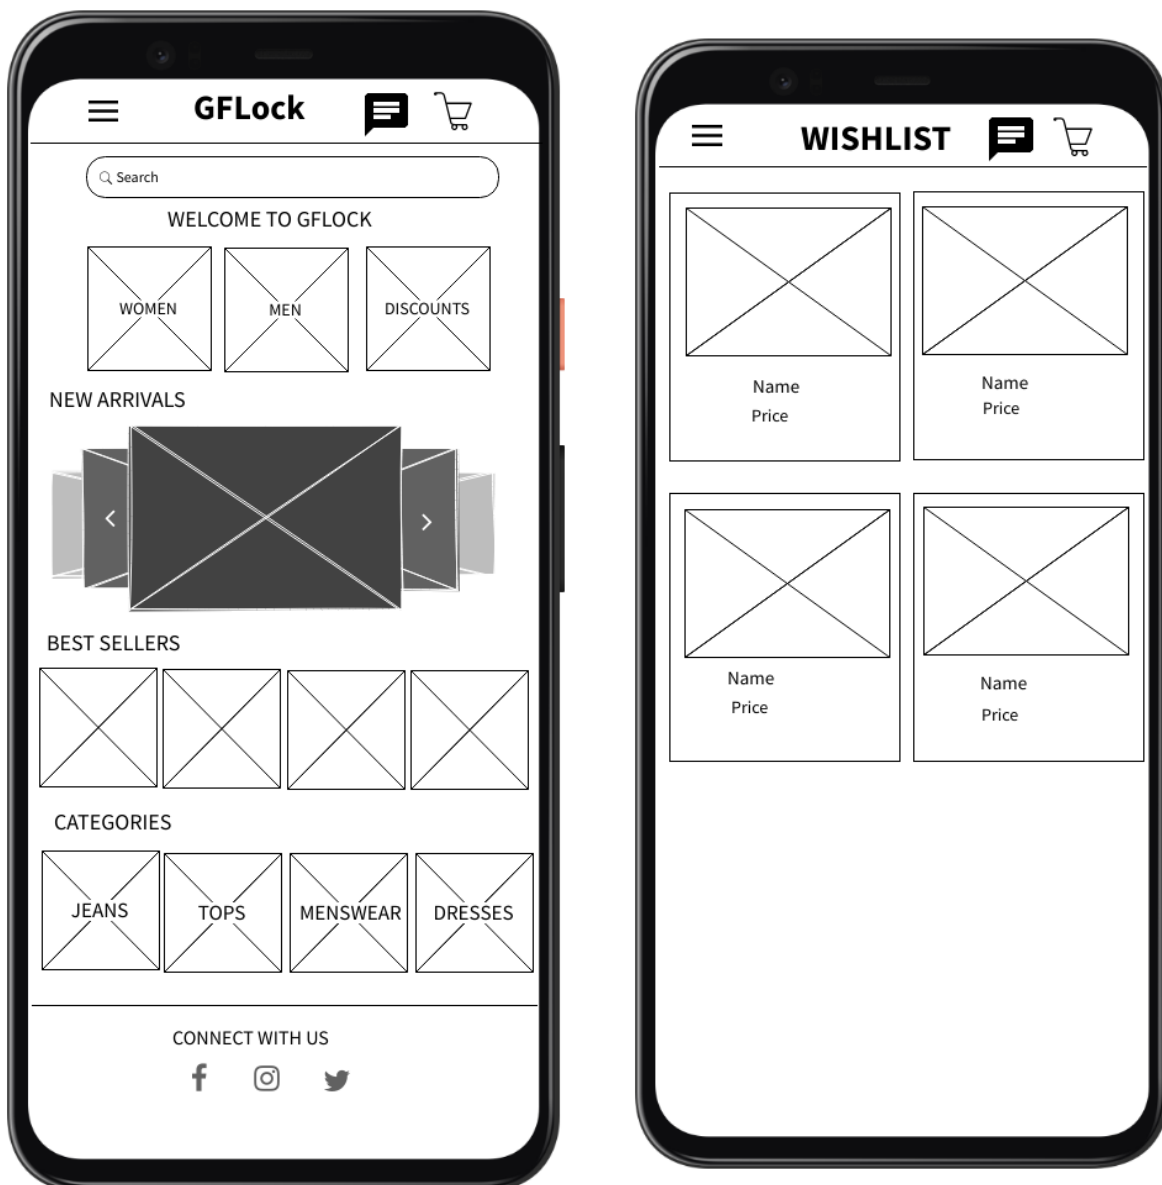 GFLock
Search
WELCOME TO GFLOCK
WOMEN
MEN
DISCOUNTS
NEW ARRIVALS
BEST SELLERS
CATEGORIES
JEANS
TOPS
MENSWEAR
DRESSES
CONNECT WITH US
WISHLIST
Name
Price
Name
Price
Name
Price
Name
Price